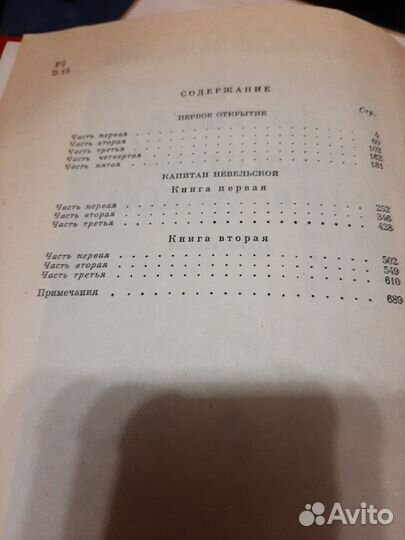 Р2
В-15
СОДЕРЖАНИЕ
Стр.
ПЕРВОЕ ОТКРЫТИЕ
Часть первая 4
Часть вторая 60
Часть третья 102
Часть четвертая 162
Часть пятая 181
КАПИТАН НЕВЕЛЬСКОЙ
Книга первая
Часть первая 252
Часть вторая 346
Часть третья 428
Книга вторая
Часть первая 502
Часть вторая 549
Часть третья 610
Примечания 689
Avito